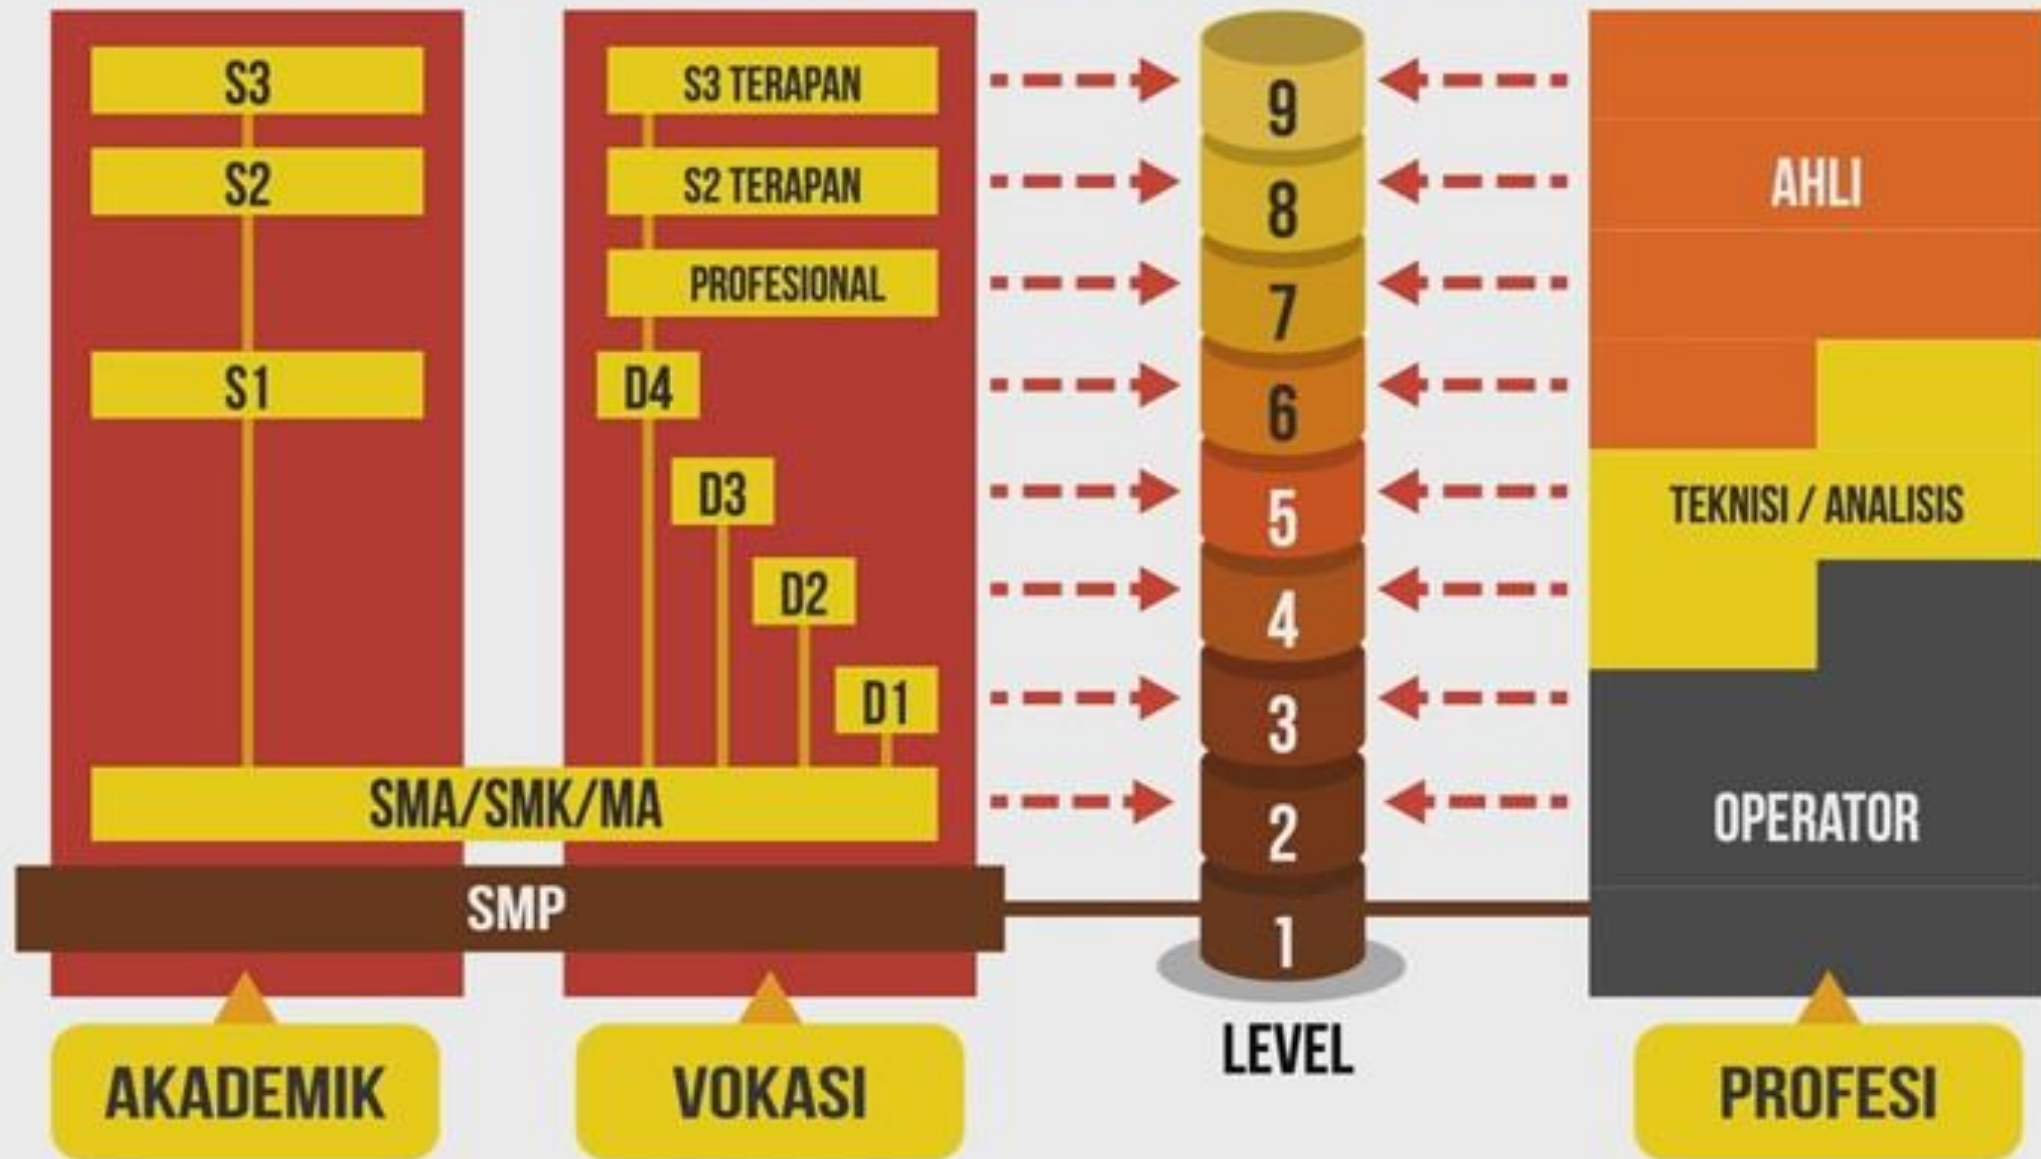 S3
S2
S1
S3 TERAPAN
S2 TERAPAN
PROFESIONAL
D4
D3
D2
D1
SMA/SMK/MA
SMP
9
8
7
6
5
4
3
2
1
LEVEL
AHLI
TEKNISI / ANALISIS
OPERATOR
AKADEMIK
VOKASI
PROFESI